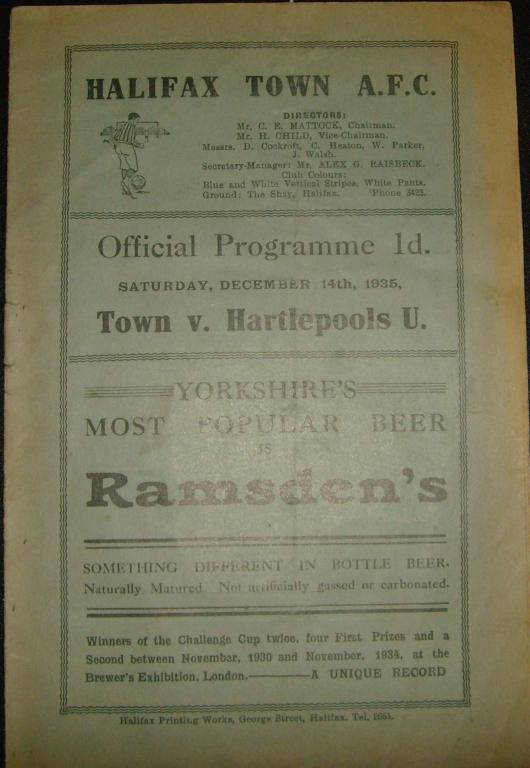 HALIFAX TOWN A.F.C.
DIRECTORS:
Mr. C. E. MATTOCK, Chairman.
Mr. H. CHILD, Vice-Chairman.
Messrs. D. Cockroft, C. Heaton, W. Parker,
J. Walsh.
Secretary-Manager: Mr. ALEX G. RAISBECK.
Club Colours:
Blue and White Vertical Stripes, White Pants.
Ground: The Shay, Halifax. 'Phone 3423.
Official Programme 1d.
SATURDAY, DECEMBER 14th, 1935,
Town v. Hartlepools U.
YORKSHIRE'S
MOST POPULAR BEER
IS
Ramsden's
SOMETHING DIFFERENT IN BOTTLE BEER.
Naturally Matured Not artificially gassed or carbonated.
Winners of the Challenge Cup twice, four First Prizes and a
Second between November, 1930 and November, 1934, at the
Brewer's Exhibition, London.——A UNIQUE RECORD
Halifax Printing Works, George Street, Halifax. Tel.